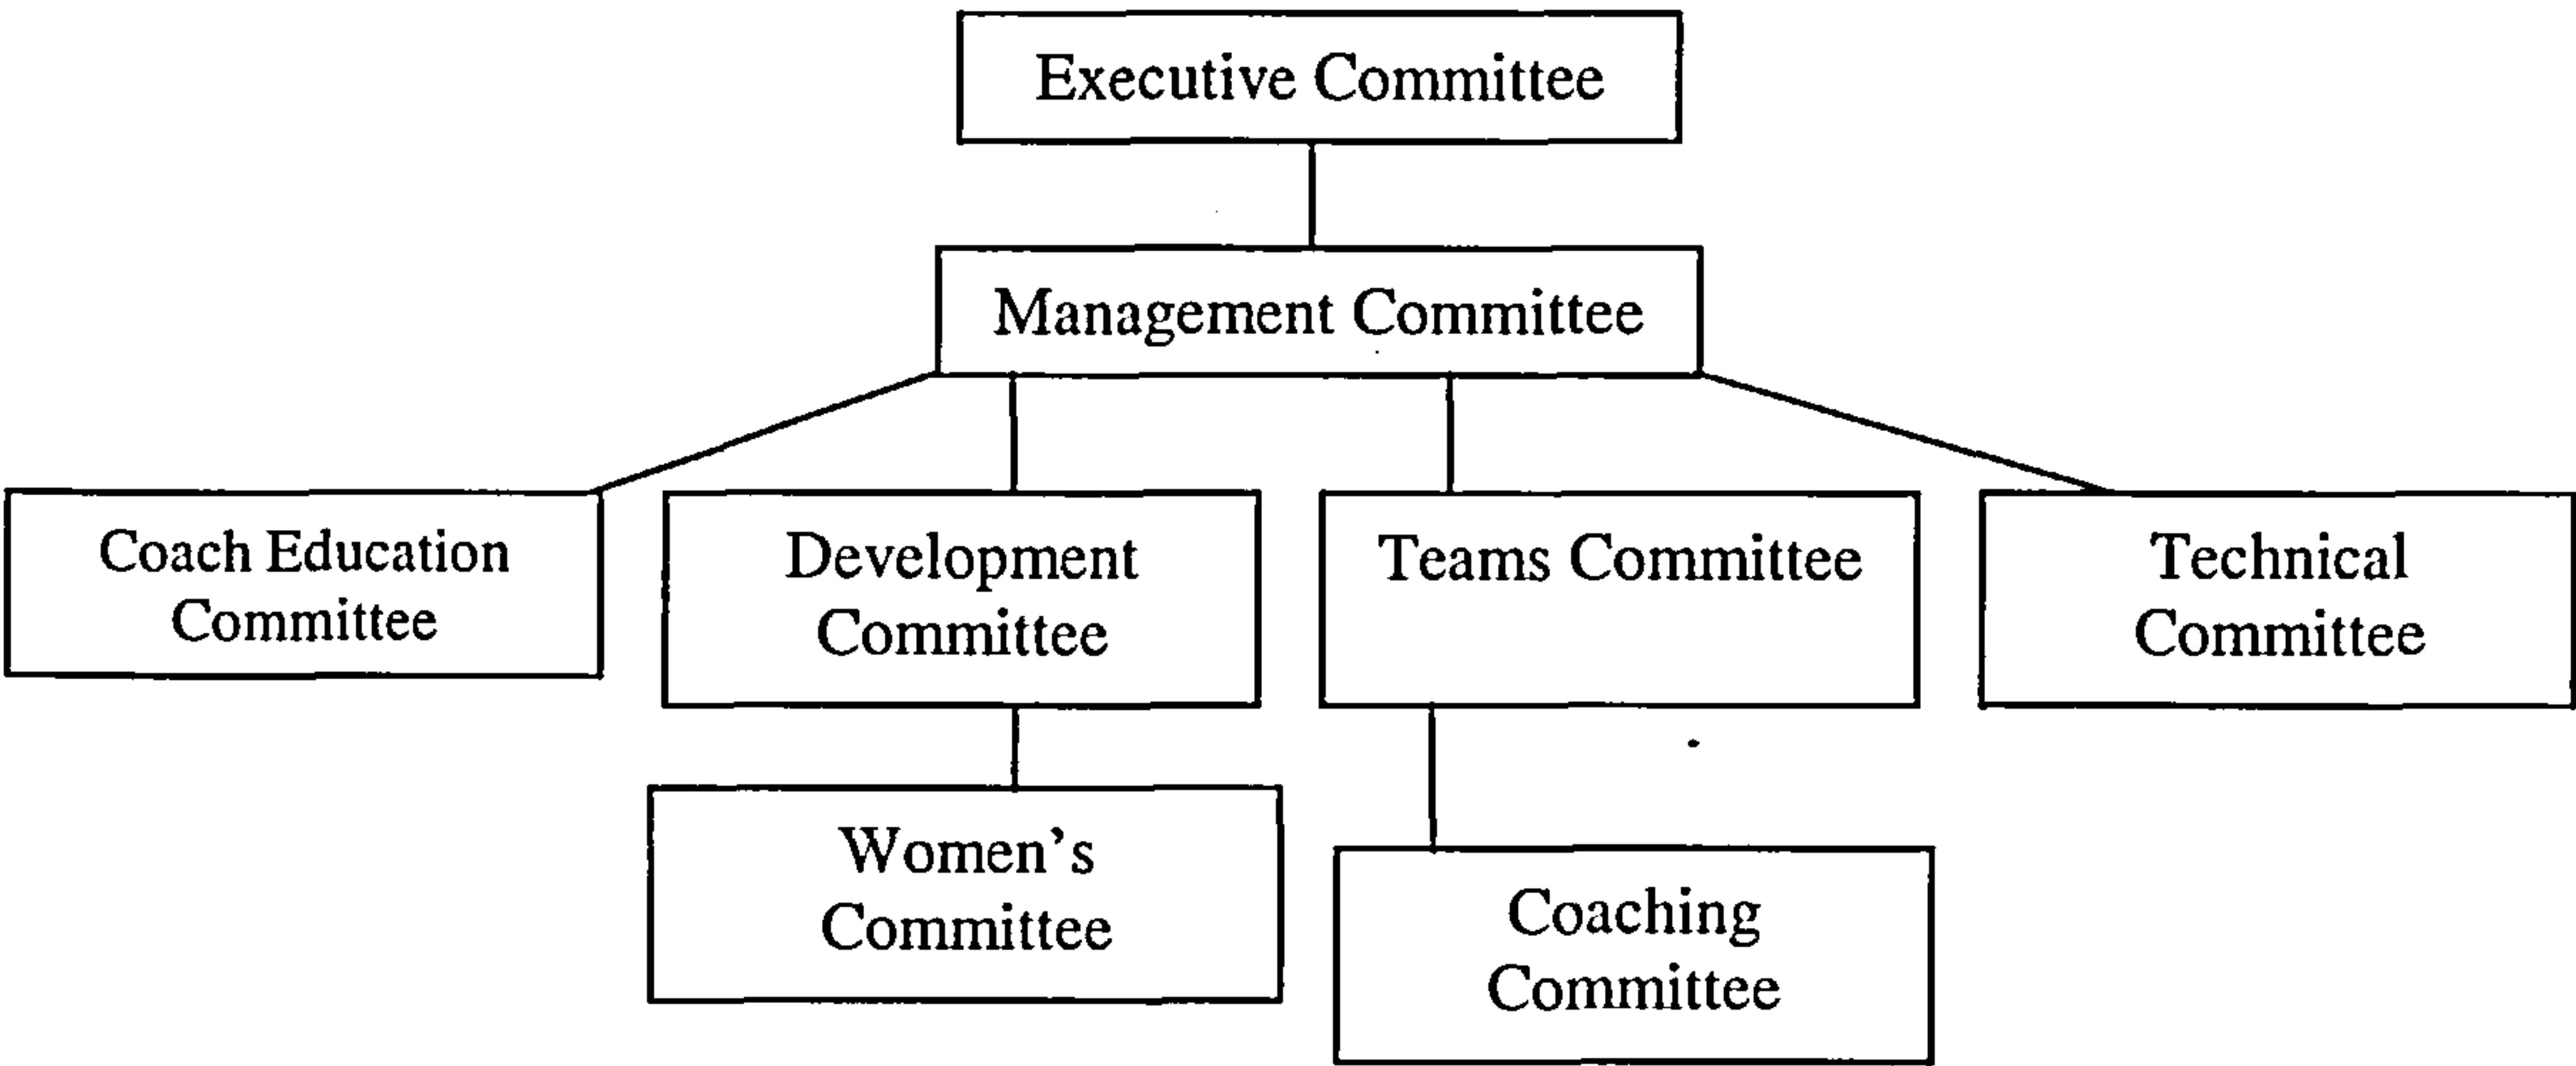 Executive Committee
Management Committee
Coach Education
Committee
Development
Committee
Teams Committee
Technical
Committee
Women's
Committee
Coaching
Committee